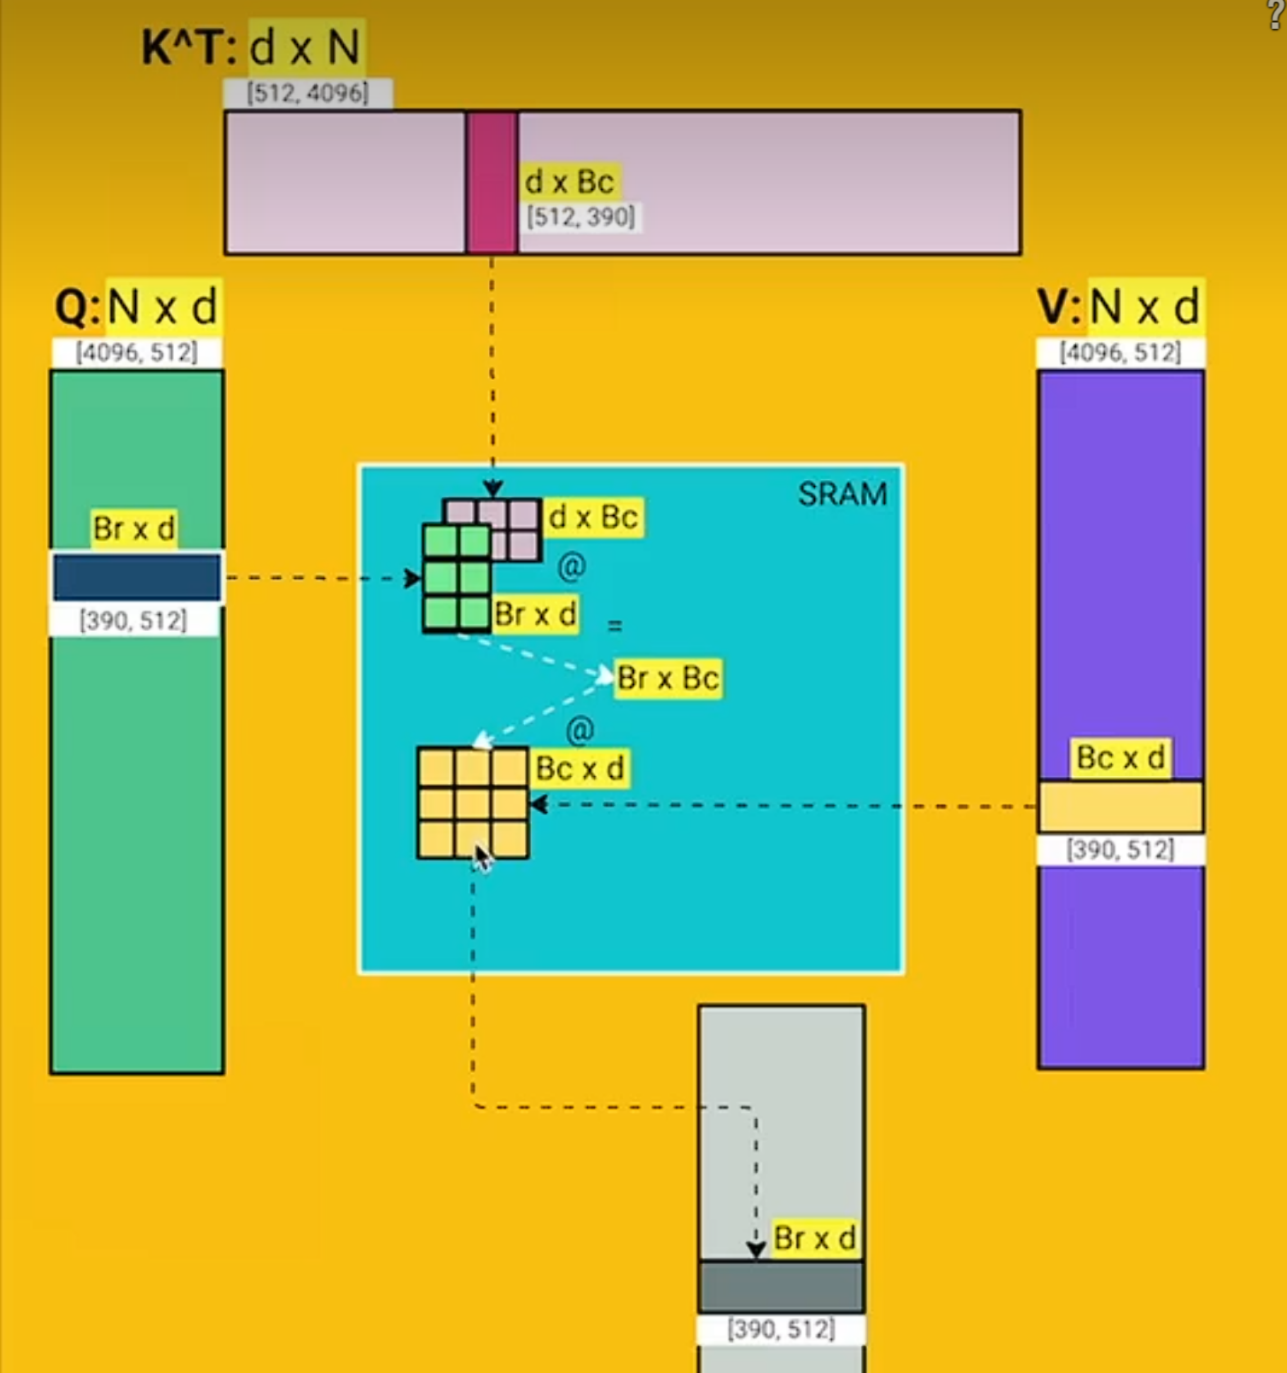 ?
K^T: d x N
[512, 4096]
d x Bc
[512, 390]
Q: N x d
[4096, 512]
V: N x d
[4096, 512]
SRAM
d x Bc
Br x d
@
[390, 512]
Br x d
=
Br x Bc
@
Bc x d
Bc x d
[390, 512]
Br x d
[390, 512]